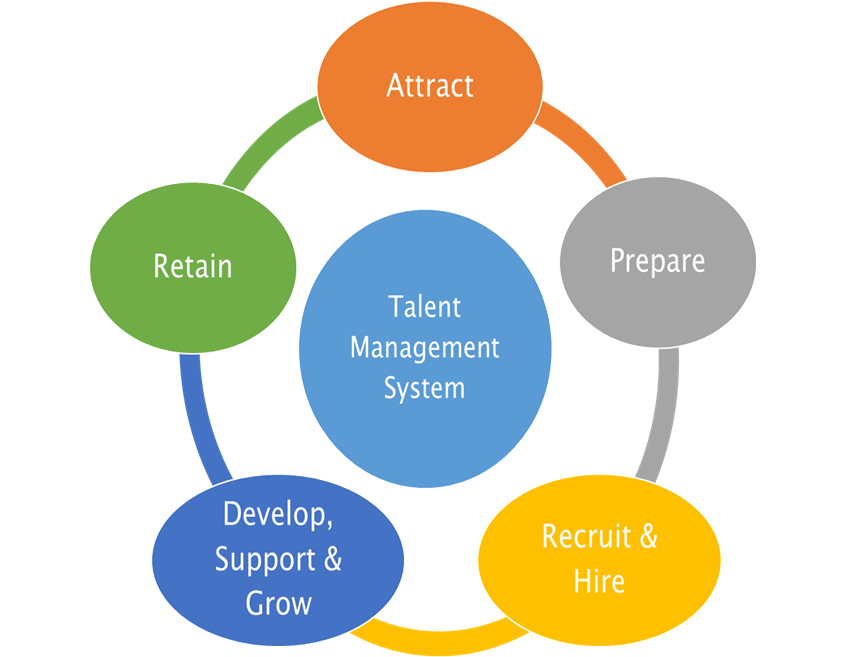 Attract
Prepare
Retain
Talent
Management
System
Develop,
Support &
Grow
Recruit &
Hire